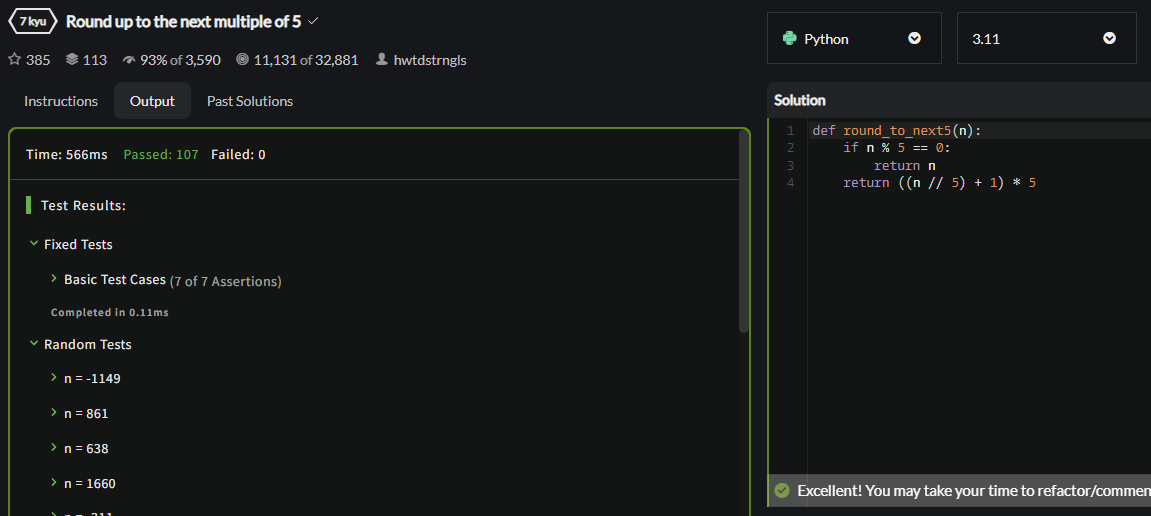 7 kyu Round up to the next multiple of 5
385 113 93% of 3,590 11,131 of 32,881 hwtdstrngls
Python 3.11
Instructions Output Past Solutions
Time: 566ms Passed: 107 Failed: 0
Test Results:
Fixed Tests
Basic Test Cases (7 of 7 Assertions)
Completed in 0.11ms
Random Tests
n = -1149
n = 861
n = 638
n = 1660
Solution
1 def round_to_next5(n):
2 if n % 5 == 0:
3 return n
4 return ((n // 5) + 1) * 5
Excellent! You may take your time to refactor/commen